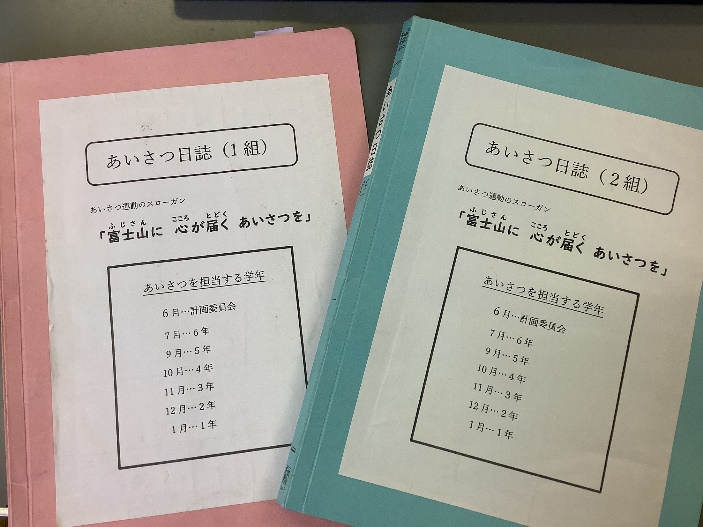 あいさつ日誌（1組）
あいさつ運動のスローガン
ふじさん こころ とどく
「富士山に 心が届く あいさつを」
あいさつを担当する学年
6月…計画委員会
7月…6年
9月…5年
10月…4年
11月…3年
12月…2年
1月…1年
あいさつ日誌（2組）
あいさつ運動のスローガン
ふじさん こころ とどく
「富士山に 心が届く あいさつを」
あいさつを担当する学年
6月…計画委員会
7月…6年
9月…5年
10月…4年
11月…3年
12月…2年
1月…1年